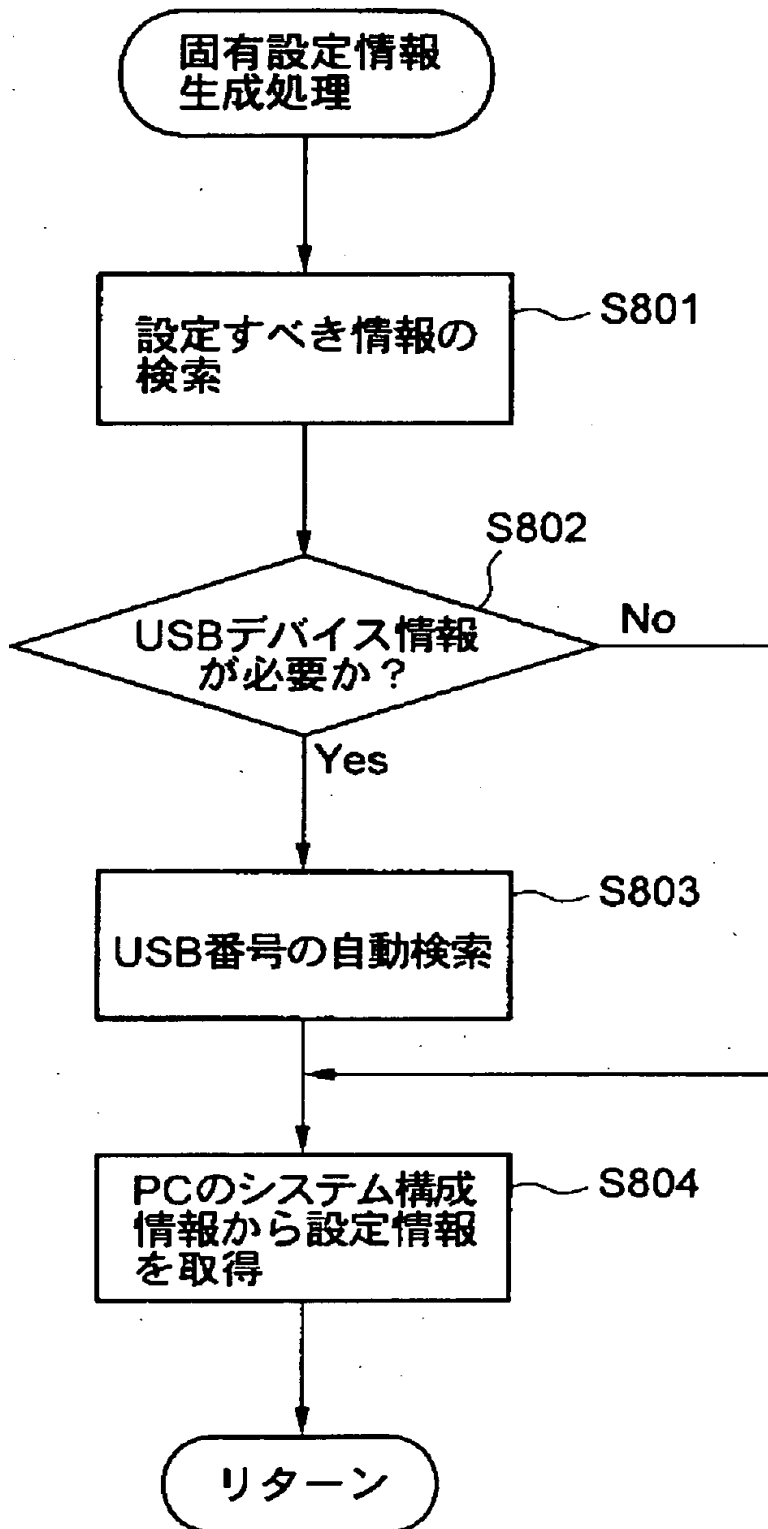 固有設定情報
生成処理
設定すべき情報の
検索
S801
S802
USBデバイス情報
が必要か？
No
Yes
USB番号の自動検索
S803
PCのシステム構成
情報から設定情報
を取得
S804
リターン